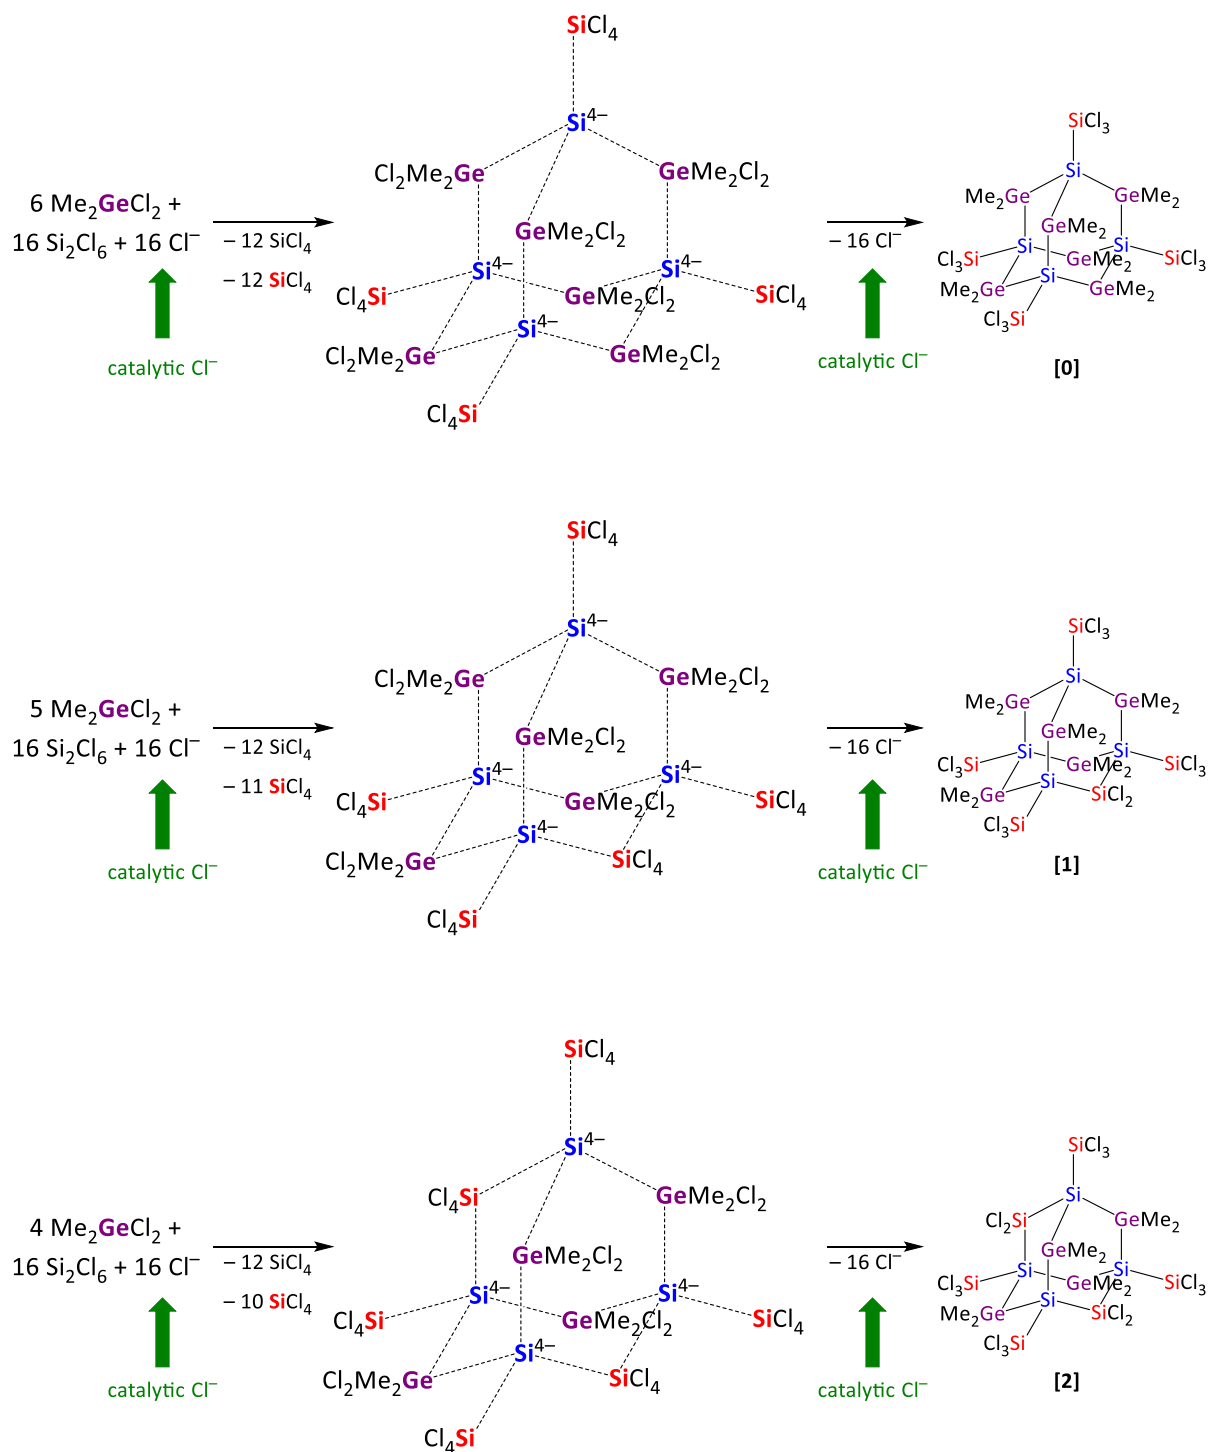 SiCl₄
Si⁴⁻
Cl₂Me₂Ge GeMe₂Cl₂
6 Me₂GeCl₂ +
16 Si₂Cl₆ + 16 Cl⁻
– 12 SiCl₄
– 12 SiCl₄
catalytic Cl⁻
GeMe₂Cl₂
Si⁴⁻ Si⁴⁻
Cl₄Si GeMe₂Cl₂ SiCl₄
Si⁴⁻
Cl₂Me₂Ge GeMe₂Cl₂
Cl₄Si
– 16 Cl⁻
catalytic Cl⁻
SiCl₃
Si
Me₂Ge GeMe₂
GeMe₂
Si Si
Cl₃Si GeMe₂ SiCl₃
Si
Me₂Ge GeMe₂
Cl₃Si
[0]
SiCl₄
Si⁴⁻
Cl₂Me₂Ge GeMe₂Cl₂
5 Me₂GeCl₂ +
16 Si₂Cl₆ + 16 Cl⁻
– 12 SiCl₄
– 11 SiCl₄
catalytic Cl⁻
GeMe₂Cl₂
Si⁴⁻ Si⁴⁻
Cl₄Si GeMe₂Cl₂ SiCl₄
Si⁴⁻
Cl₂Me₂Ge SiCl₄
Cl₄Si
– 16 Cl⁻
catalytic Cl⁻
SiCl₃
Si
Me₂Ge GeMe₂
GeMe₂
Si Si
Cl₃Si GeMe₂ SiCl₃
Si
Me₂Ge SiCl₂
Cl₃Si
[1]
SiCl₄
Si⁴⁻
Cl₄Si GeMe₂Cl₂
4 Me₂GeCl₂ +
16 Si₂Cl₆ + 16 Cl⁻
– 12 SiCl₄
– 10 SiCl₄
catalytic Cl⁻
GeMe₂Cl₂
Si⁴⁻ Si⁴⁻
Cl₄Si GeMe₂Cl₂ SiCl₄
Si⁴⁻
Cl₂Me₂Ge SiCl₄
Cl₄Si
– 16 Cl⁻
catalytic Cl⁻
SiCl₃
Si
Cl₂Si GeMe₂
GeMe₂
Si Si
Cl₃Si GeMe₂ SiCl₃
Si
Me₂Ge SiCl₂
Cl₃Si
[2]